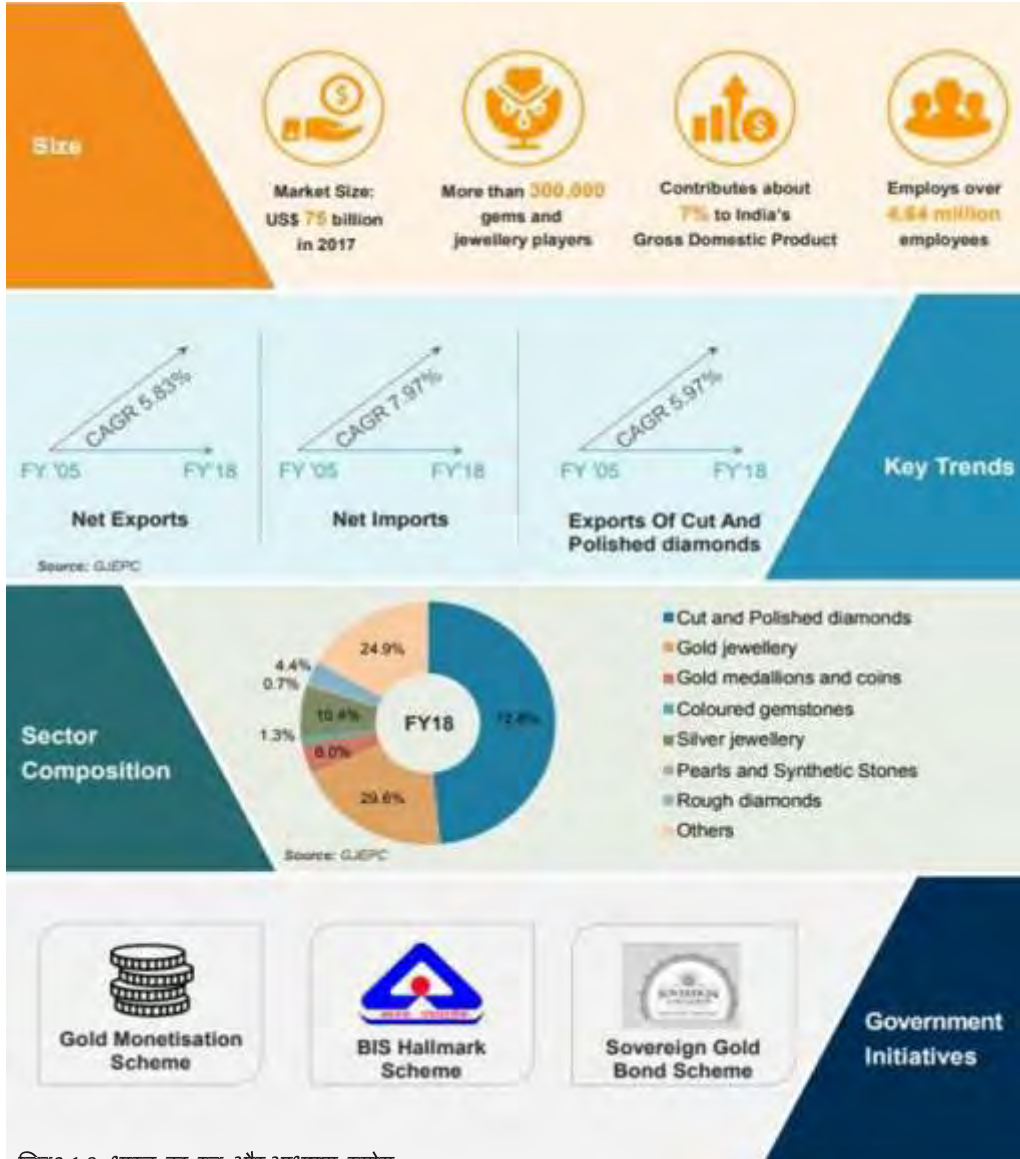 Size
Market Size:
US$ 75 billion
in 2017
More than 300,000
gems and
jewellery players
Contributes about
7% to India's
Gross Domestic Product
Employs over
4.64 million
employees
CAGR 5.83%
FY '05 FY'18
Net Exports
CAGR 7.97%
FY '05 FY'18
Net Imports
CAGR 5.97%
FY '05 FY'18
Exports Of Cut And
Polished diamonds
Key Trends
Source: GJEPC
Sector
Composition
24.9%
4.4%
0.7%
10.4%
1.3%
6.0%
29.6%
72.8%
FY18
Source: GJEPC
Cut and Polished diamonds
Gold jewellery
Gold medallions and coins
Coloured gemstones
Silver jewellery
Pearls and Synthetic Stones
Rough diamonds
Others
Gold Monetisation
Scheme
BIS Hallmark
Scheme
SOVEREIGN
Sovereign Gold
Bond Scheme
Government
Initiatives